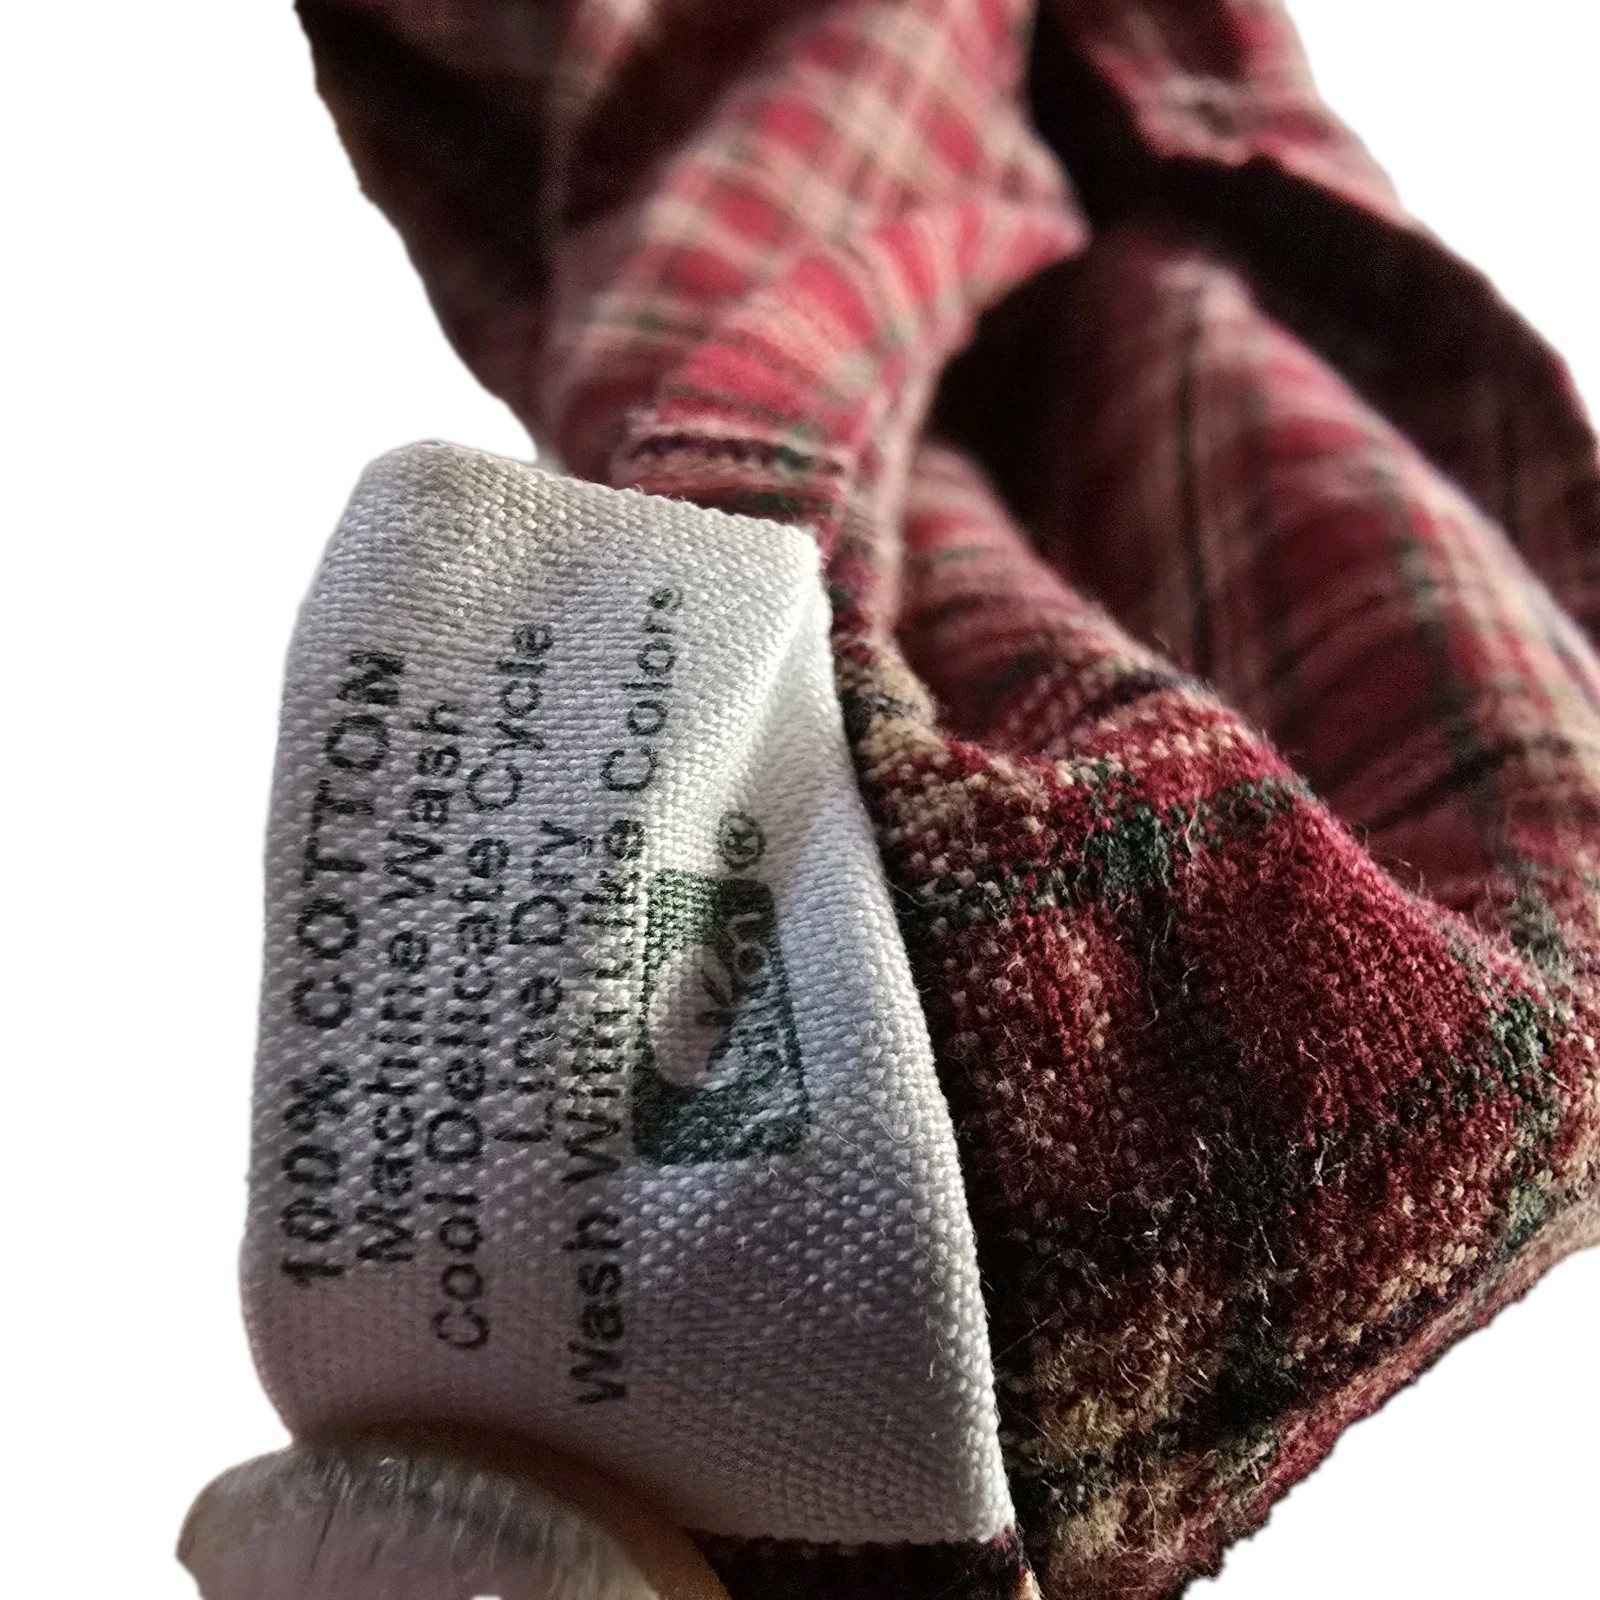 100% COTTON
Machine Wash
Cool Delicate Cycle
Line Dry
Wash With Like Colors
®